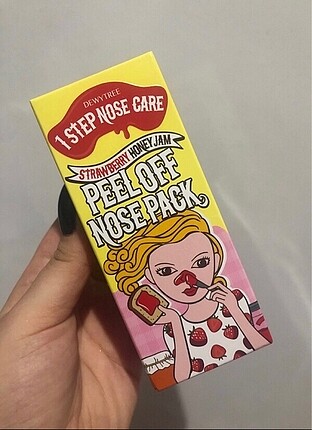 DEWYTREE
1 STEP NOSE CARE
STRAWBERRY HONEY JAM
PEEL OFF
NOSE PACK